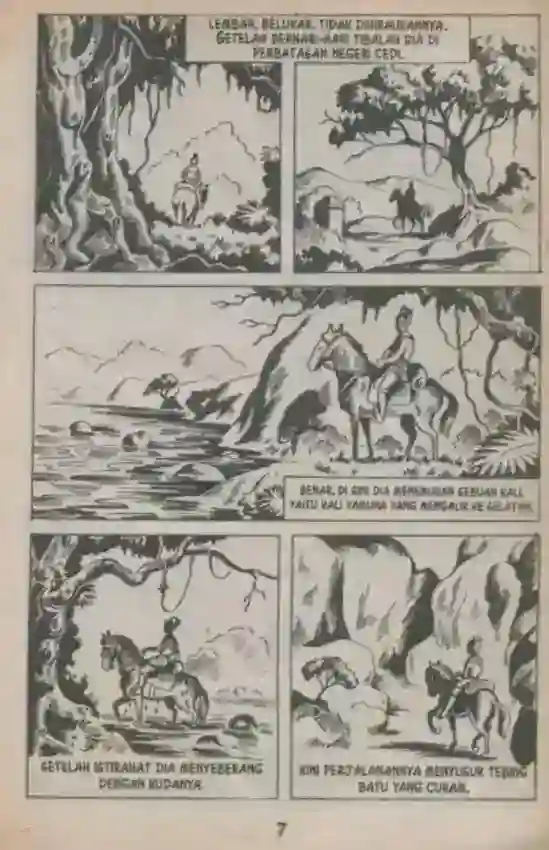 LEMBAH, BELUKAR, TIDAK DIHIRAUKANNYA.
SETELAH BERHARI-HARI TIBALAH DIA DI
PERBATASAN NEGERI CEDI.
BENAR, DI SINI DIA MENEMUKAN SEBUAH KALI,
YAITU KALI YAMUNA YANG MENGALIR KE SELATAN.
SETELAH ISTIRAHAT DIA MENYEBERANG
DENGAN KUDANYA.
KINI PERJALANANNYA MENYUSUR TEBING
BATU YANG CURAM.
7